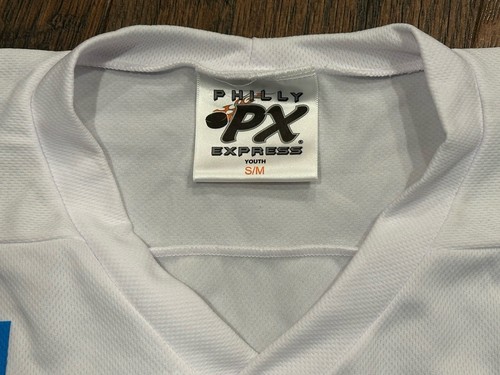 PHILLY
PX
EXPRESS
®
YOUTH
S/M